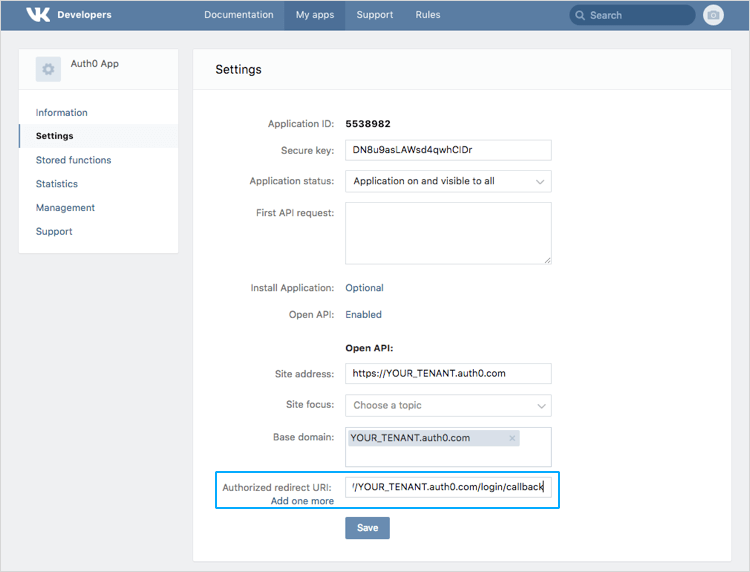 VK Developers Documentation My apps Support Rules Search
Auth0 App
Information
Settings
Stored functions
Statistics
Management
Support
Settings
Application ID: 5538982
Secure key: DN8u9asLAWsd4qwhCIDr
Application status: Application on and visible to all
First API request:
Install Application: Optional
Open API: Enabled
Open API:
Site address: https://YOUR_TENANT.auth0.com
Site focus: Choose a topic
Base domain: YOUR_TENANT.auth0.com ×
Authorized redirect URI: /YOUR_TENANT.auth0.com/login/callback
Add one more
Save